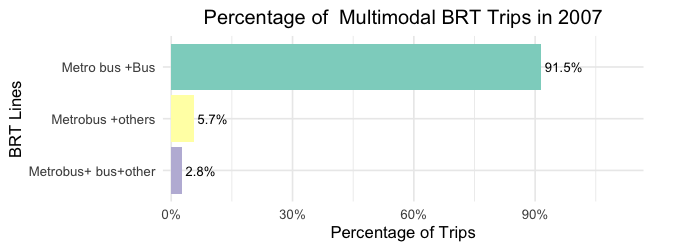 Percentage of  Multimodal BRT Trips in 2007
BRT Lines
Metro bus +Bus
91.5%
Metrobus +others
5.7%
Metrobus+ bus+other
2.8%
0%
30%
60%
90%
Percentage of Trips